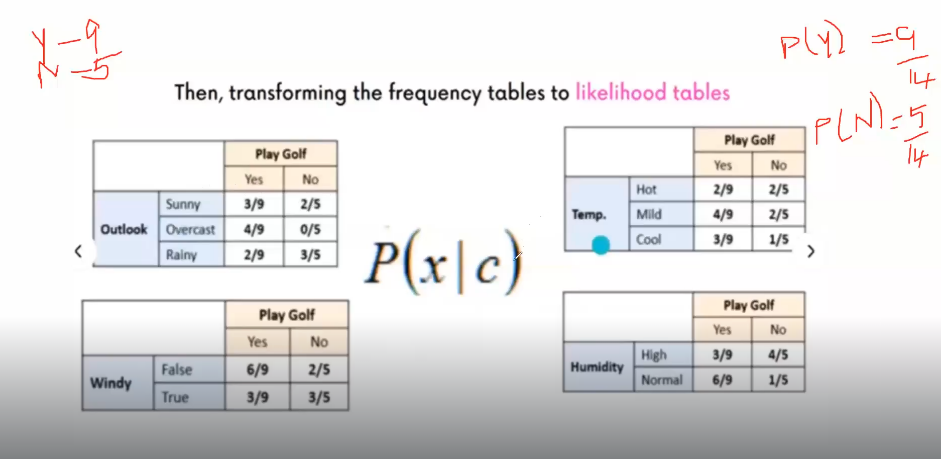 Y - 9
N - 5
P(Y) = 9/14
P(N) = 5/14
Then, transforming the frequency tables to likelihood tables
Play Golf
Yes No
Outlook
Sunny 3/9 2/5
Overcast 4/9 0/5
Rainy 2/9 3/5
Play Golf
Yes No
Temp.
Hot 2/9 2/5
Mild 4/9 2/5
Cool 3/9 1/5
P(x|c)
Play Golf
Yes No
Windy
False 6/9 2/5
True 3/9 3/5
Play Golf
Yes No
Humidity
High 3/9 4/5
Normal 6/9 1/5